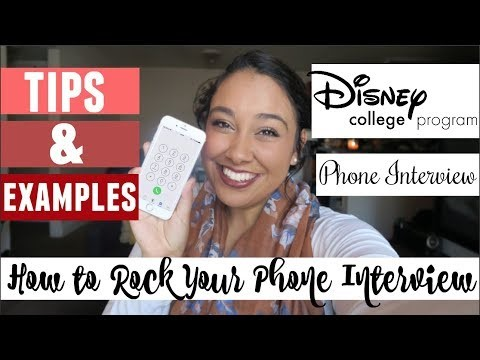 TIPS
&
EXAMPLES
Disney
college program
Phone Interview
How to Rock Your Phone Interview